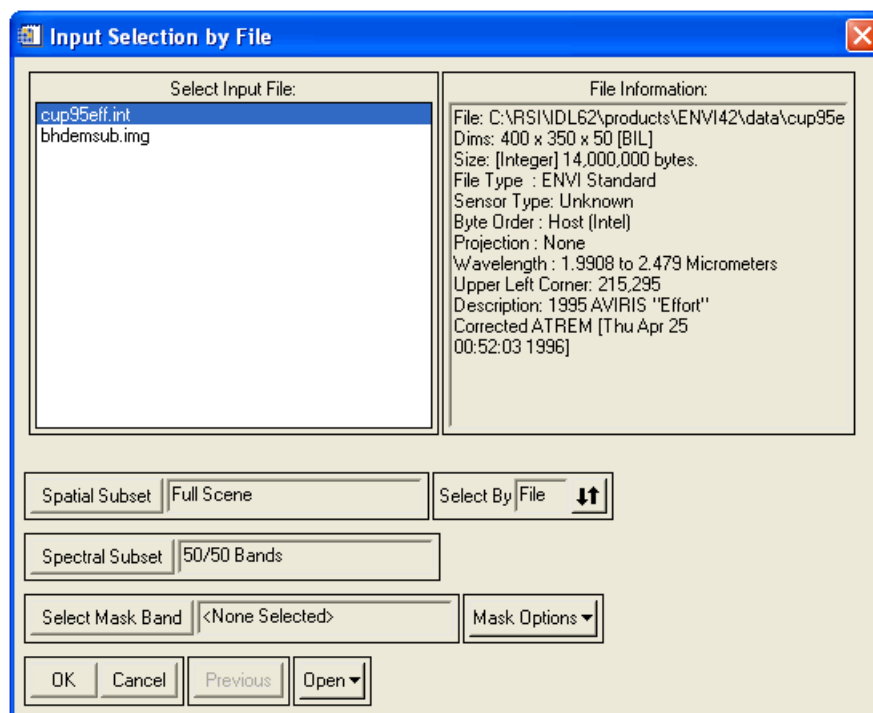 Input Selection by File
Select Input File:
cup95eff.int
bhdemsub.img
File Information:
File: C:\RSI\IDL62\products\ENVI42\data\cup95e
Dims: 400 x 350 x 50 [BIL]
Size: [Integer] 14,000,000 bytes.
File Type : ENVI Standard
Sensor Type: Unknown
Byte Order : Host (Intel)
Projection : None
Wavelength : 1.9908 to 2.479 Micrometers
Upper Left Corner: 215,295
Description: 1995 AVIRIS "Effort"
Corrected ATREM [Thu Apr 25
00:52:03 1996]
Spatial Subset Full Scene
Select By File
Spectral Subset 50/50 Bands
Select Mask Band <None Selected>
Mask Options
OK Cancel Previous Open